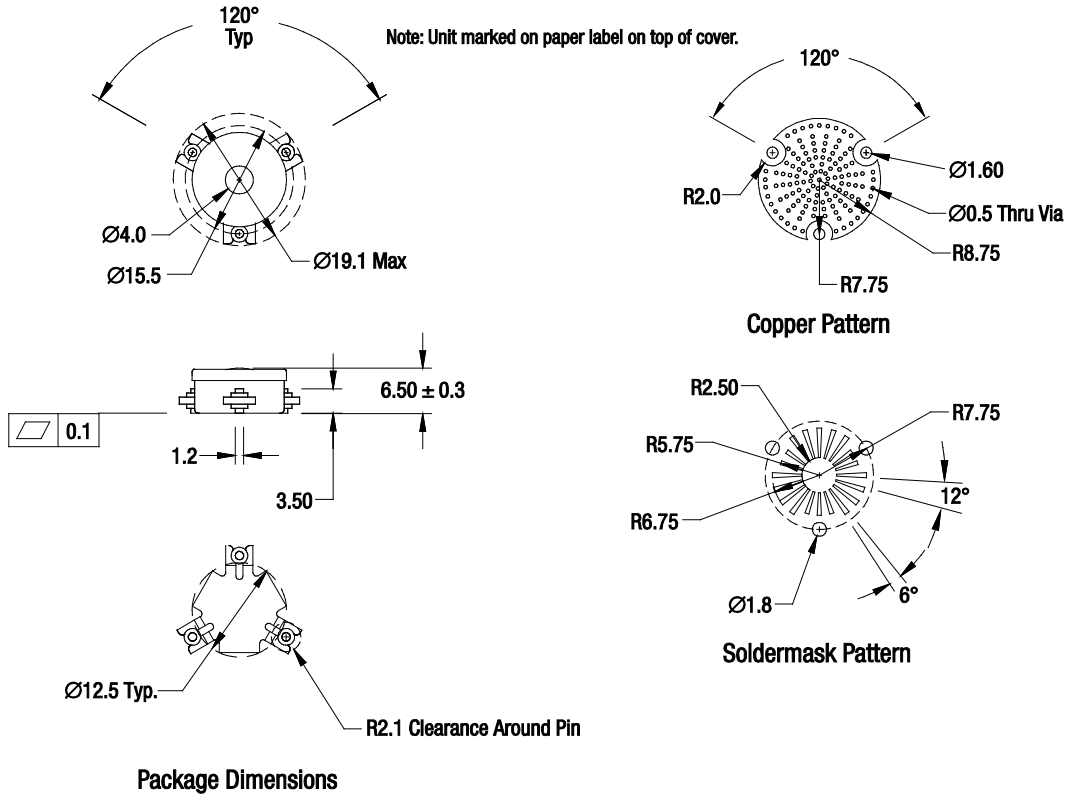 120°
Typ
Note: Unit marked on paper label on top of cover.
Ø4.0
Ø15.5
Ø19.1 Max
120°
R2.0
Ø1.60
Ø0.5 Thru Via
R8.75
R7.75
Copper Pattern
6.50 ± 0.3
0.1
1.2
3.50
R2.50
R7.75
R5.75
R6.75
12°
6°
Ø1.8
Soldermask Pattern
Ø12.5 Typ.
R2.1 Clearance Around Pin
Package Dimensions